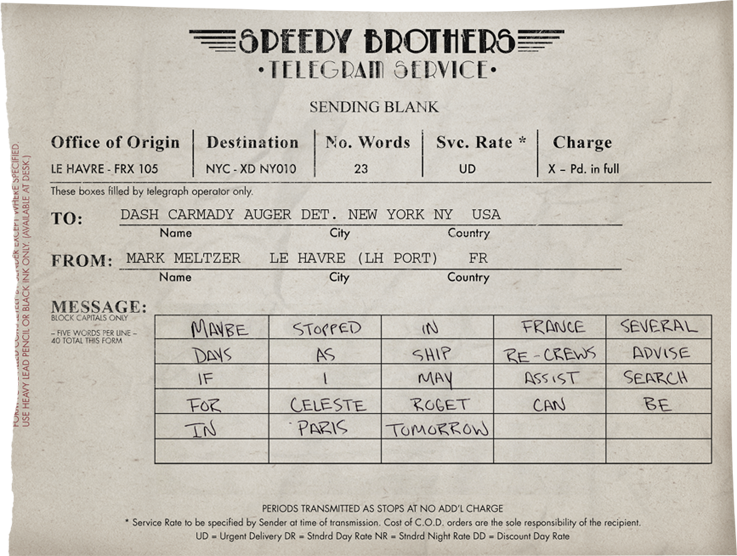 SPEEDY BROTHERS
•TELEGRAM SERVICE•
SENDING BLANK
Office of Origin Destination No. Words Svc. Rate * Charge
LE HAVRE - FRX 105 NYC - XD NY010 23 UD X – Pd. in full
These boxes filled by telegraph operator only.
TO: DASH CARMADY AUGER DET. NEW YORK NY USA
Name City Country
FROM: MARK MELTZER LE HAVRE (LH PORT) FR
Name City Country
MESSAGE:
BLOCK CAPITALS ONLY
– FIVE WORDS PER LINE –
40 TOTAL THIS FORM
MAYBE STOPPED IN FRANCE SEVERAL
DAYS AS SHIP RE-CREWS ADVISE
IF I MAY ASSIST SEARCH
FOR CELESTE ROGET CAN BE
IN PARIS TOMORROW
EXCEPT WHERE SPECIFIED.
USE HEAVY LEAD PENCIL OR BLACK INK ONLY. (AVAILABLE AT DESK.)
PERIODS TRANSMITTED AS STOPS AT NO ADD'L CHARGE
* Service Rate to be specified by Sender at time of transmission. Cost of C.O.D. orders are the sole responsibility of the recipient.
UD = Urgent Delivery DR = Stndrd Day Rate NR = Stndrd Night Rate DD = Discount Day Rate